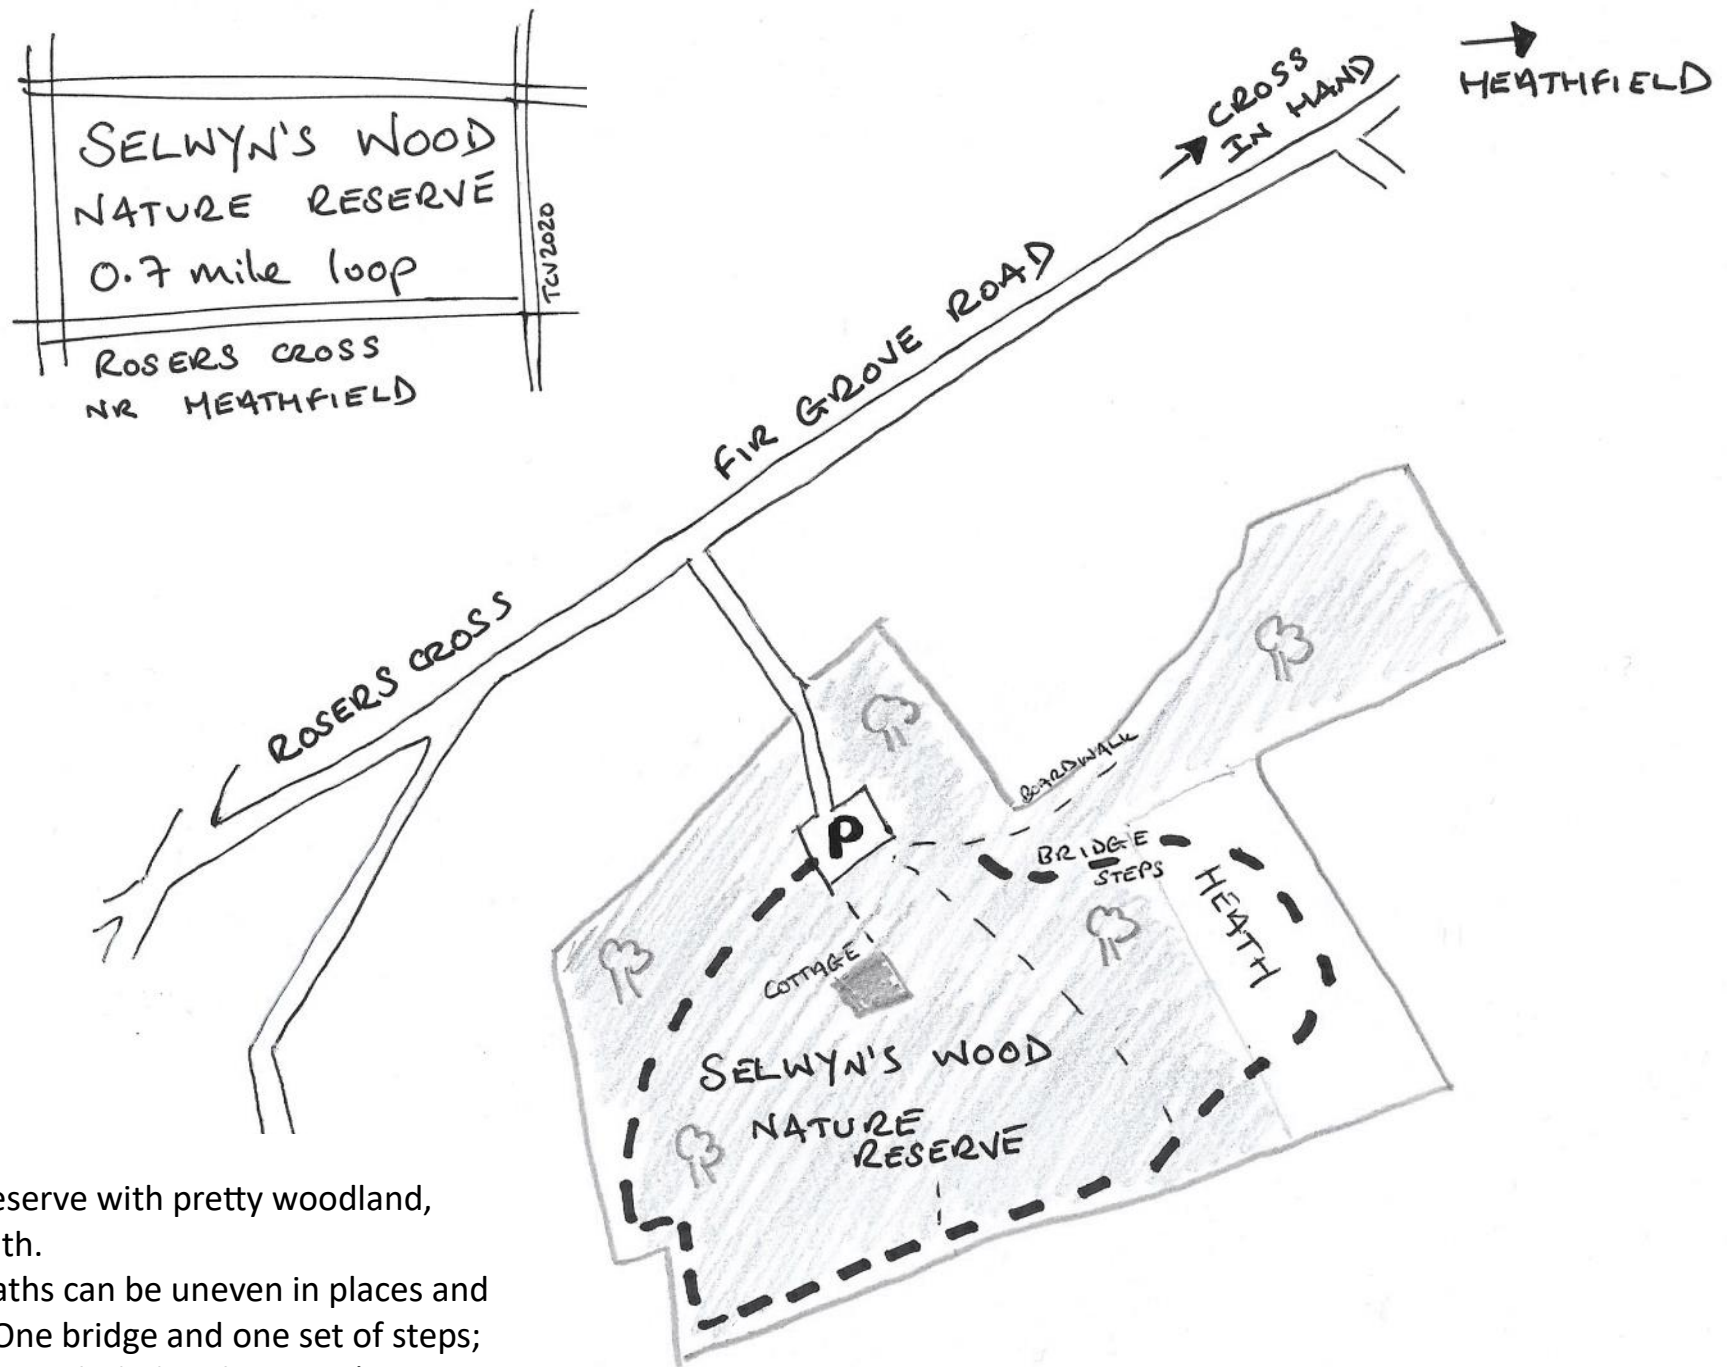 SELWYN'S WOOD
NATURE RESERVE
0.7 mile loop
TCV2020
ROSERS CROSS
NR HEATHFIELD
CROSS
IN HAND
HEATHFIELD
FIR GROVE ROAD
ROSERS CROSS
BOARDWALK
P
BRIDGE
STEPS
HEATH
COTTAGE
SELWYN'S WOOD
NATURE
RESERVE
eserve with pretty woodland,
th.
aths can be uneven in places and
One bridge and one set of steps;